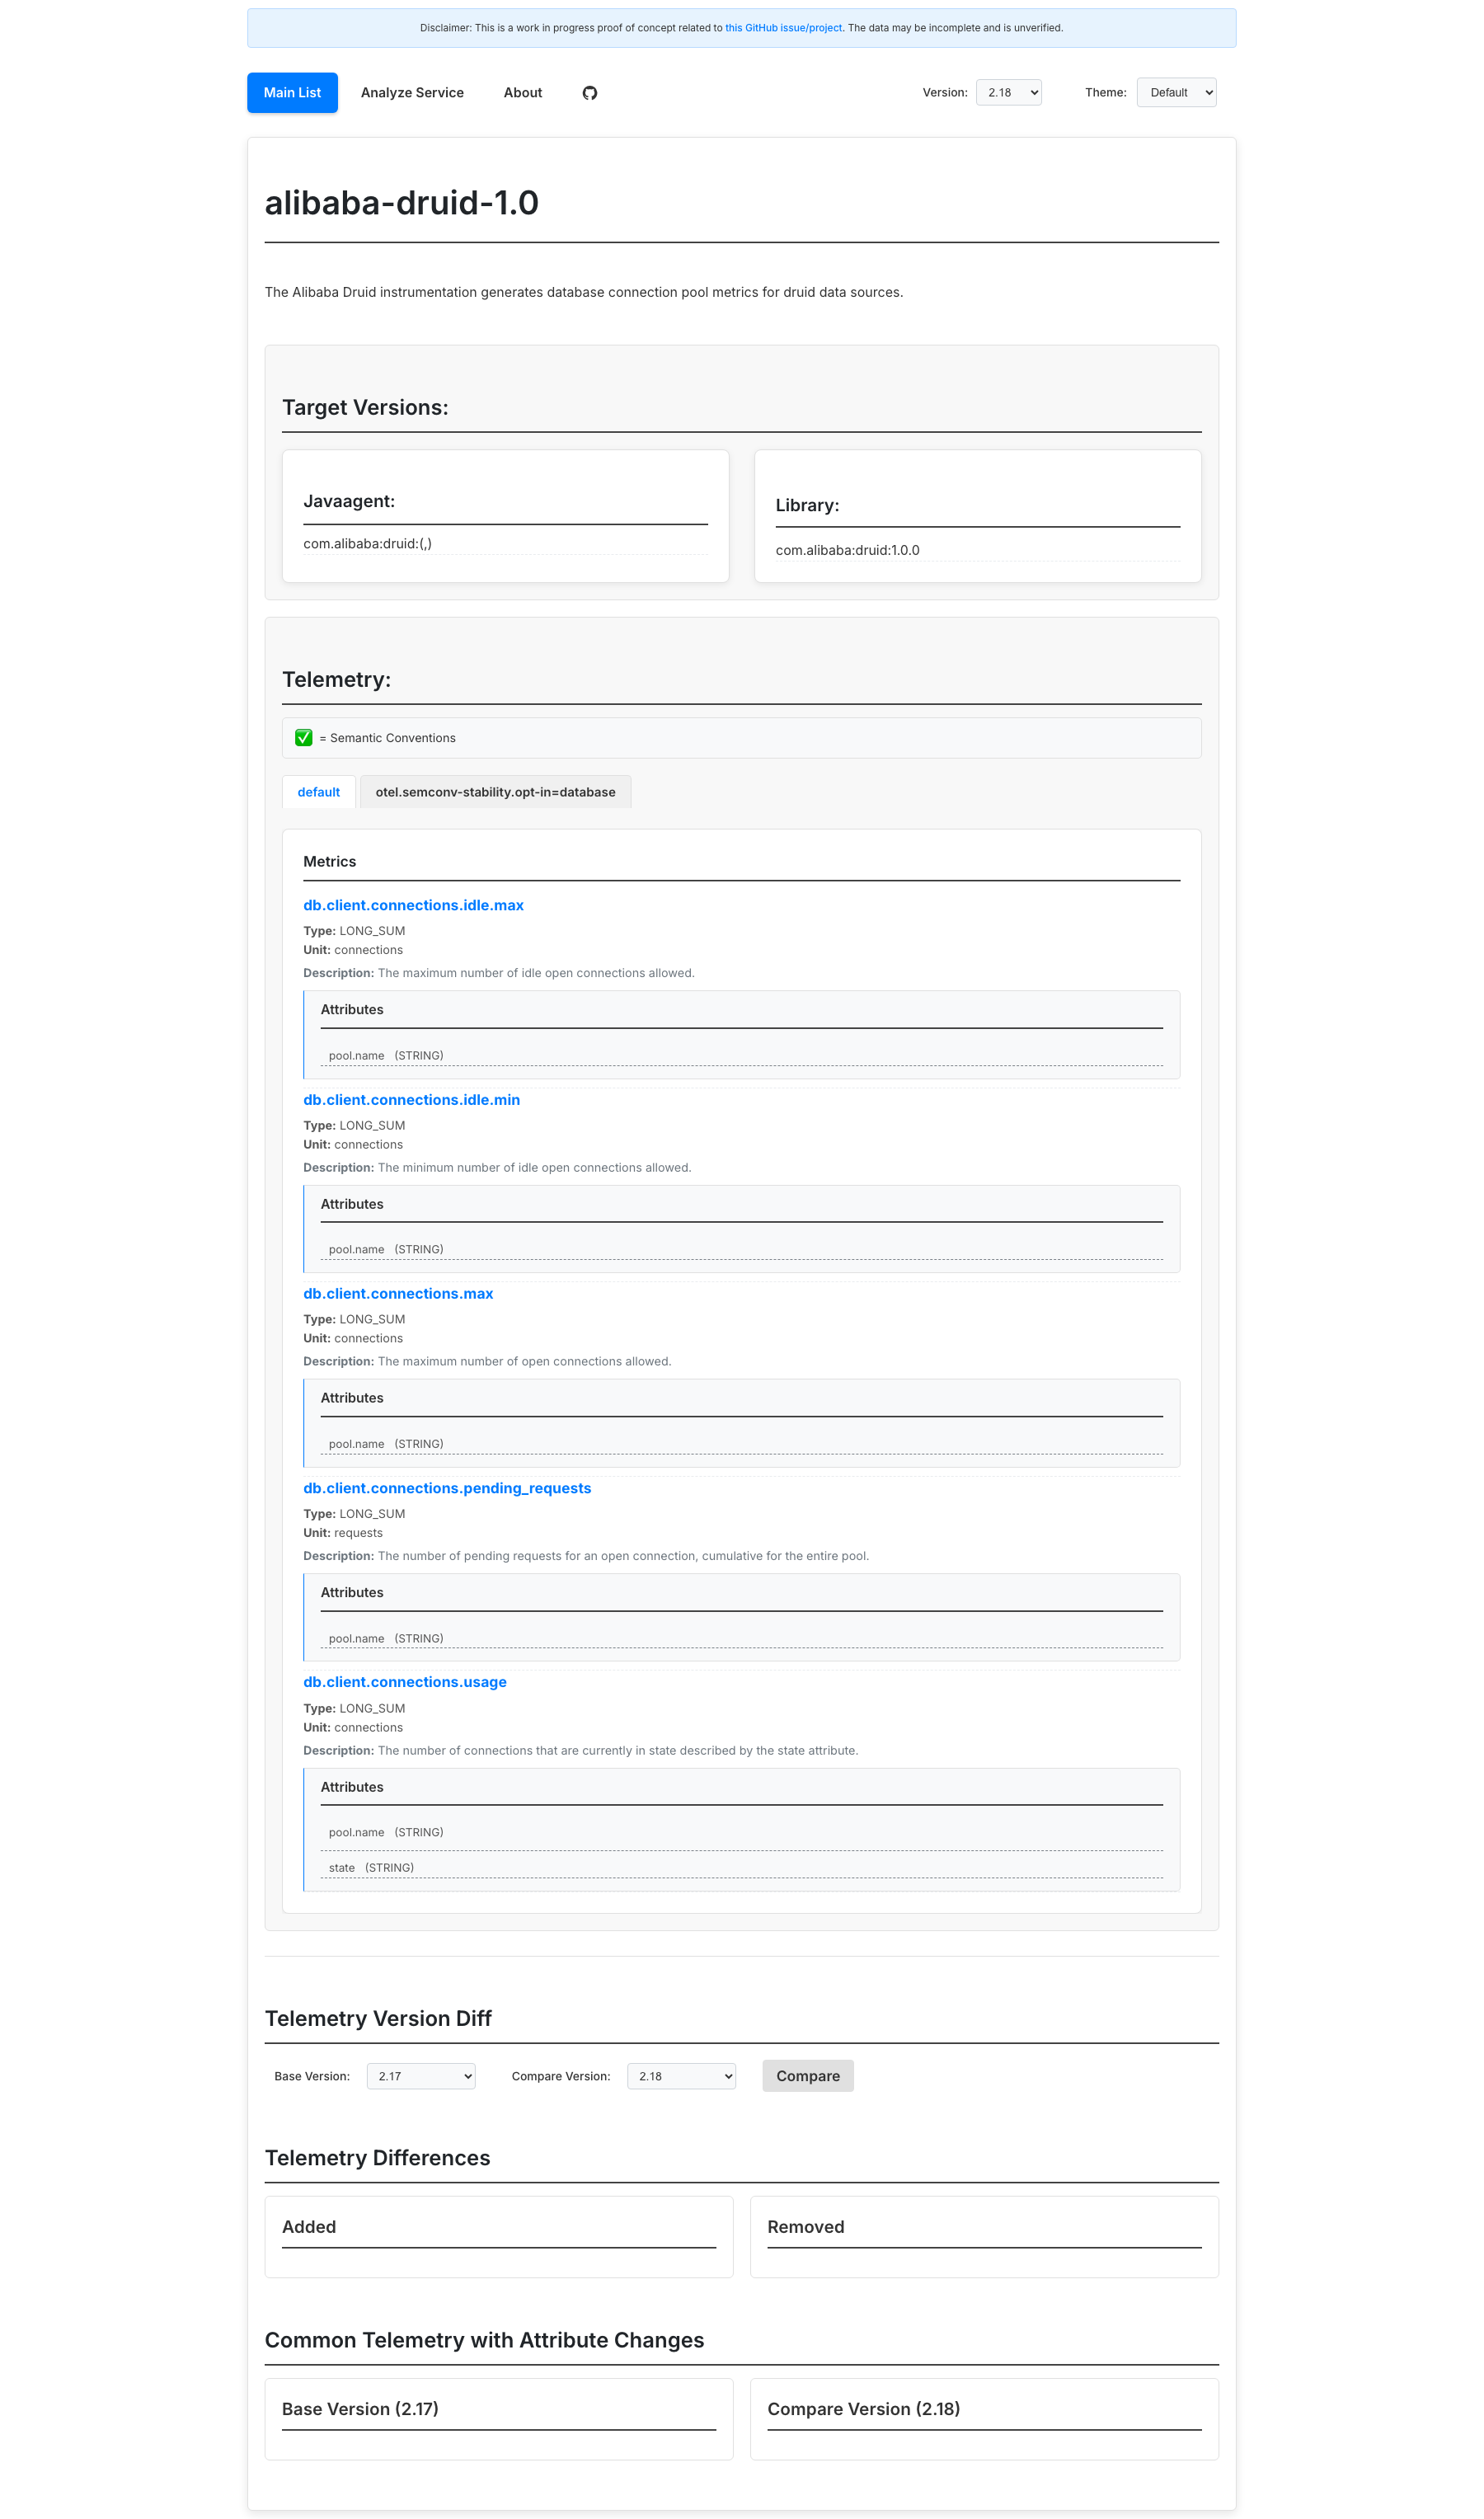 Disclaimer: This is a work in progress proof of concept related to this GitHub issue/project. The data may be incomplete and is unverified.
Main List Analyze Service About Version: 2.18 Theme: Default
alibaba-druid-1.0
The Alibaba Druid instrumentation generates database connection pool metrics for druid data sources.
Target Versions:
Javaagent:
com.alibaba:druid:(,)
Library:
com.alibaba:druid:1.0.0
Telemetry:
✅ = Semantic Conventions
default otel.semconv-stability.opt-in=database
Metrics
db.client.connections.idle.max
Type: LONG_SUM
Unit: connections
Description: The maximum number of idle open connections allowed.
Attributes
pool.name (STRING)
db.client.connections.idle.min
Type: LONG_SUM
Unit: connections
Description: The minimum number of idle open connections allowed.
Attributes
pool.name (STRING)
db.client.connections.max
Type: LONG_SUM
Unit: connections
Description: The maximum number of open connections allowed.
Attributes
pool.name (STRING)
db.client.connections.pending_requests
Type: LONG_SUM
Unit: requests
Description: The number of pending requests for an open connection, cumulative for the entire pool.
Attributes
pool.name (STRING)
db.client.connections.usage
Type: LONG_SUM
Unit: connections
Description: The number of connections that are currently in state described by the state attribute.
Attributes
pool.name (STRING)
state (STRING)
Telemetry Version Diff
Base Version: 2.17 Compare Version: 2.18 Compare
Telemetry Differences
Added
Removed
Common Telemetry with Attribute Changes
Base Version (2.17)
Compare Version (2.18)